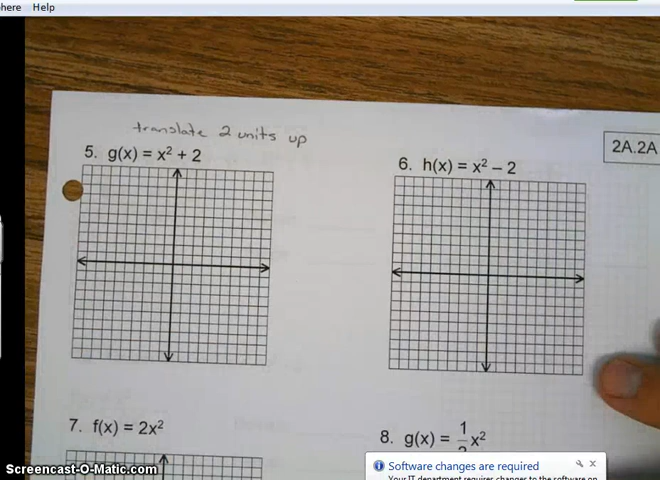 here Help
translate 2 units up
5. g(x) = x² + 2
6. h(x) = x² – 2
2A.2A
7. f(x) = 2x²
8. g(x) = 1/2 x²
Software changes are required
Your IT department requires changes to the software on
Screencast-O-Matic.com